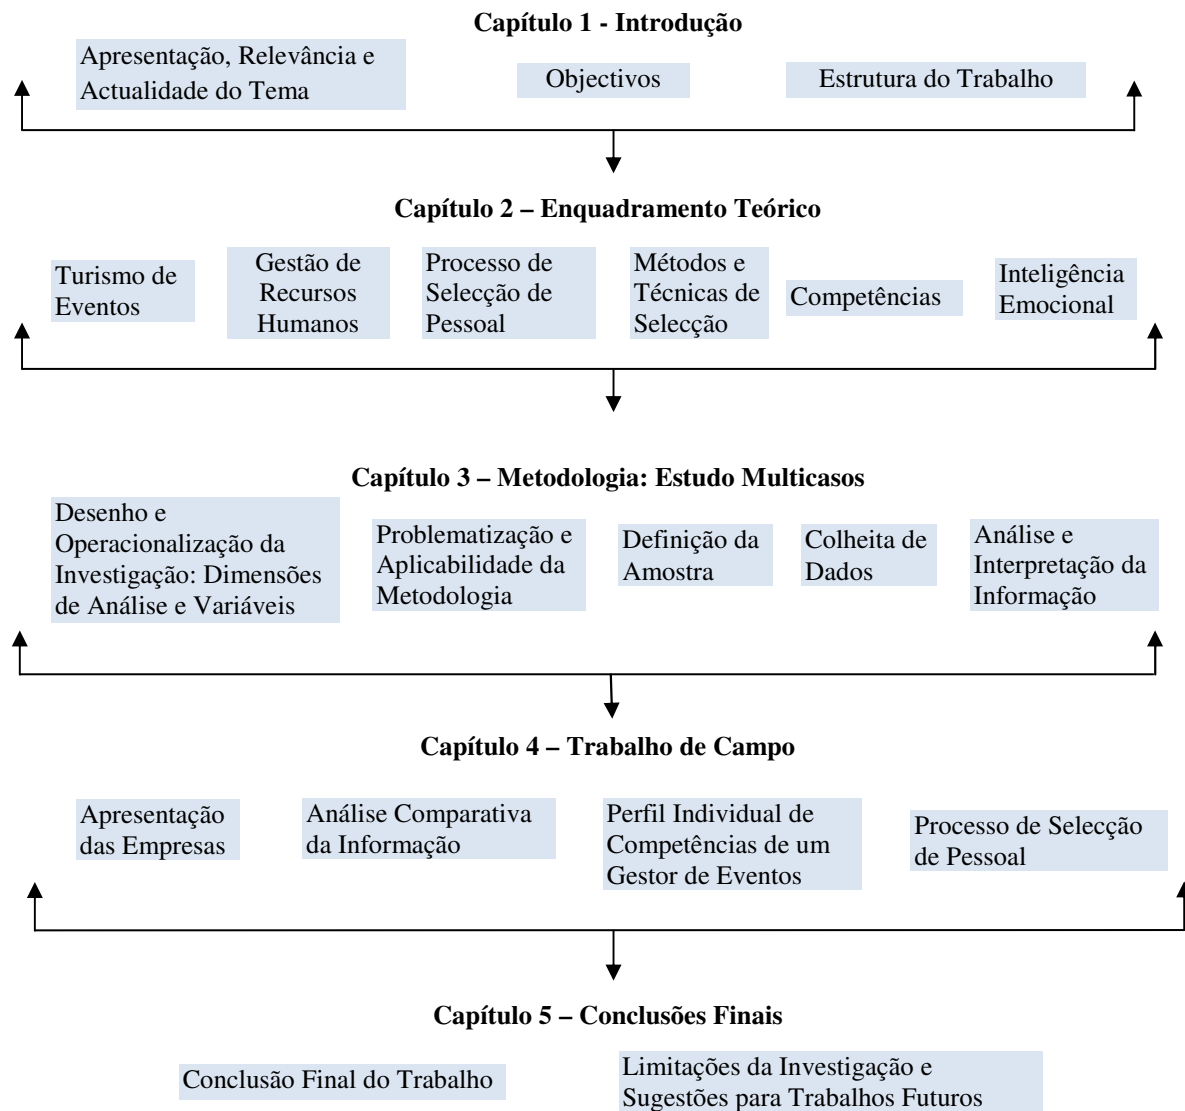 Capítulo 1 - Introdução
Apresentação, Relevância e
Actualidade do Tema
Objectivos
Estrutura do Trabalho
Capítulo 2 – Enquadramento Teórico
Turismo de
Eventos
Gestão de
Recursos
Humanos
Processo de
Selecção de
Pessoal
Métodos e
Técnicas de
Selecção
Competências
Inteligência
Emocional
Capítulo 3 – Metodologia: Estudo Multicasos
Desenho e
Operacionalização da
Investigação: Dimensões
de Análise e Variáveis
Problematização e
Aplicabilidade da
Metodologia
Definição da
Amostra
Colheita de
Dados
Análise e
Interpretação da
Informação
Capítulo 4 – Trabalho de Campo
Apresentação
das Empresas
Análise Comparativa
da Informação
Perfil Individual de
Competências de um
Gestor de Eventos
Processo de Selecção
de Pessoal
Capítulo 5 – Conclusões Finais
Conclusão Final do Trabalho
Limitações da Investigação e
Sugestões para Trabalhos Futuros